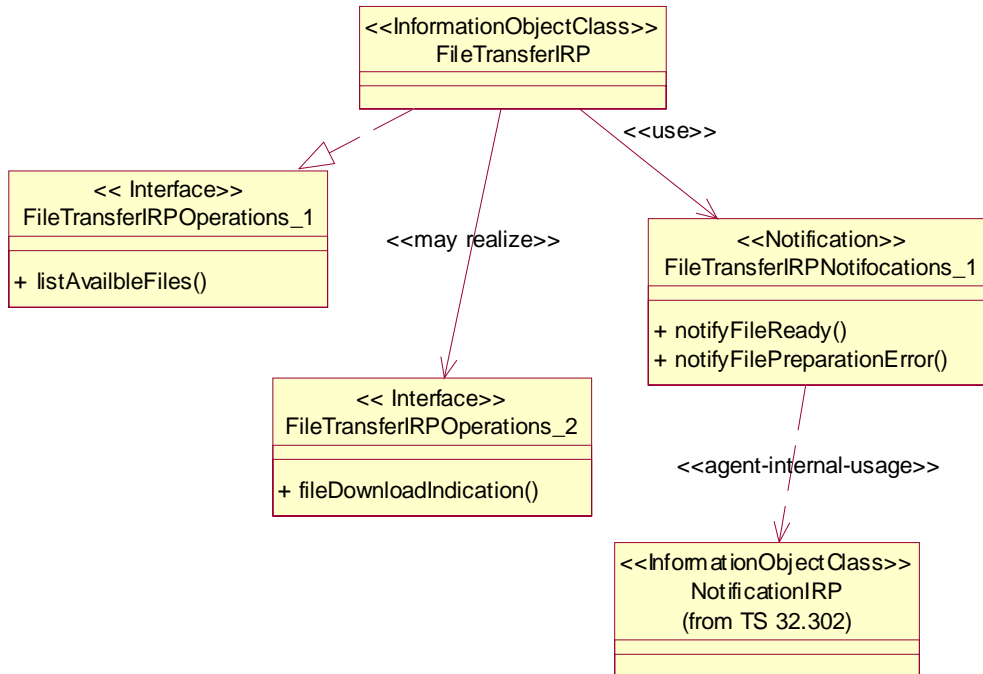 <<InformationObjectClass>>
FileTransferIRP
<<use>>
<< Interface>>
FileTransferIRPOperations_1
+ listAvailbleFiles()
<<may realize>>
<<Notification>>
FileTransferIRPNotifocations_1
+ notifyFileReady()
+ notifyFilePreparationError()
<< Interface>>
FileTransferIRPOperations_2
+ fileDownloadIndication()
<<agent-internal-usage>>
<<InformationObjectClass>>
NotificationIRP
(from TS 32.302)